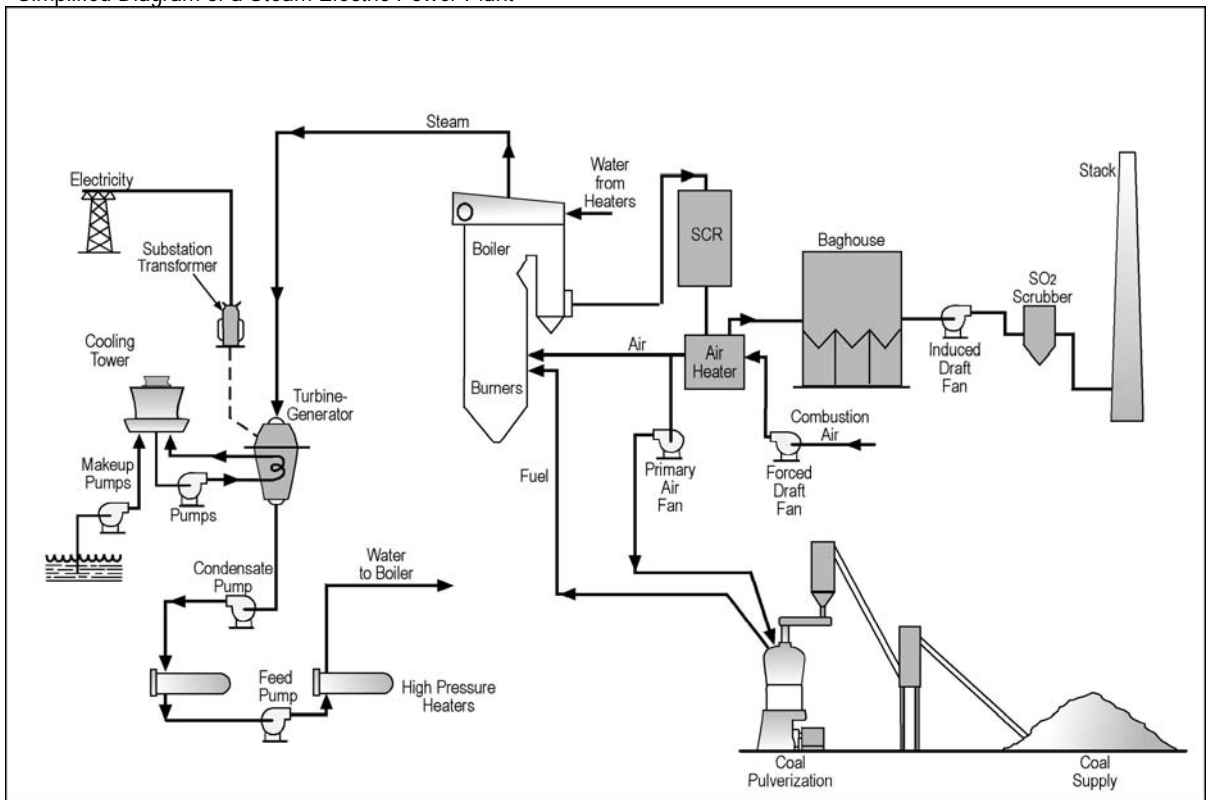 Simplified Diagram of a Steam Electric Power Plant
Steam
Water
from
Heaters
Stack
Electricity
SCR
Baghouse
Substation
Transformer
Boiler
SO2
Scrubber
Cooling
Tower
Air
Air
Heater
Induced
Draft
Fan
Burners
Turbine-
Generator
Combustion
Air
Makeup
Pumps
Fuel
Primary
Air
Fan
Forced
Draft
Fan
Pumps
Condensate
Pump
Water
to Boiler
Feed
Pump
High Pressure
Heaters
Coal
Pulverization
Coal
Supply